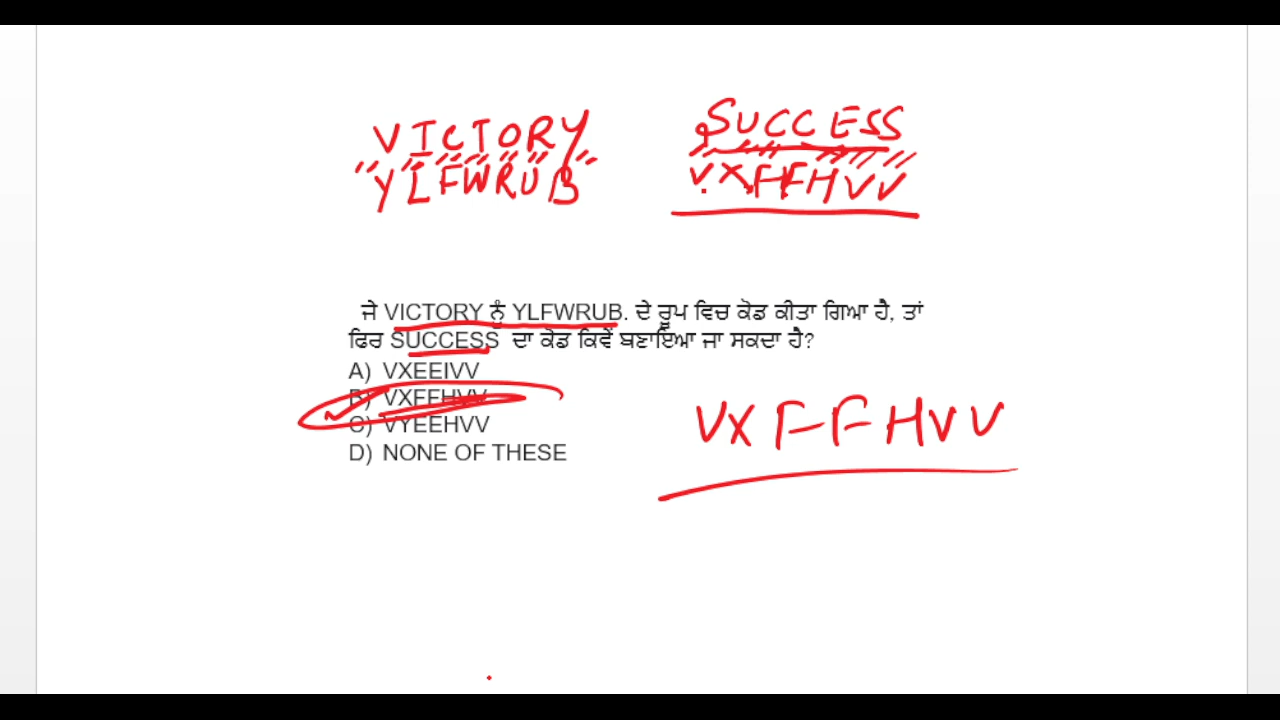 VICTORY SUCCESS
YLFWRUB VXFFHVV
ਜੇ VICTORY ਨੂੰ YLFWRUB. ਦੇ ਰੂਪ ਵਿਚ ਕੋਡ ਕੀਤਾ ਗਿਆ ਹੈ, ਤਾਂ
ਫਿਰ SUCCESS ਦਾ ਕੋਡ ਕਿਵੇਂ ਬਣਾਇਆ ਜਾ ਸਕਦਾ ਹੈ?
A) VXEEIVV
B) VXFFHVV
C) VYEEHVV
D) NONE OF THESE
VXFFHVV